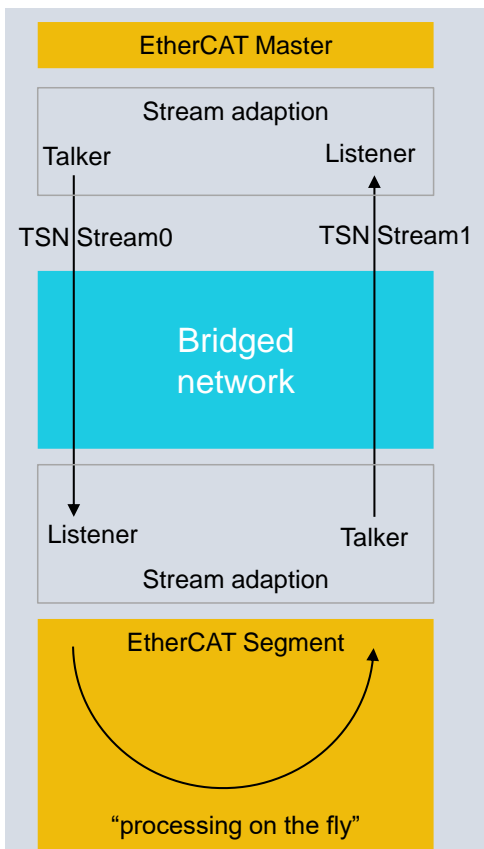 EtherCAT Master
Stream adaption
Talker
Listener
TSN Stream0
TSN Stream1
Bridged
network
Listener
Talker
Stream adaption
EtherCAT Segment
“processing on the fly”